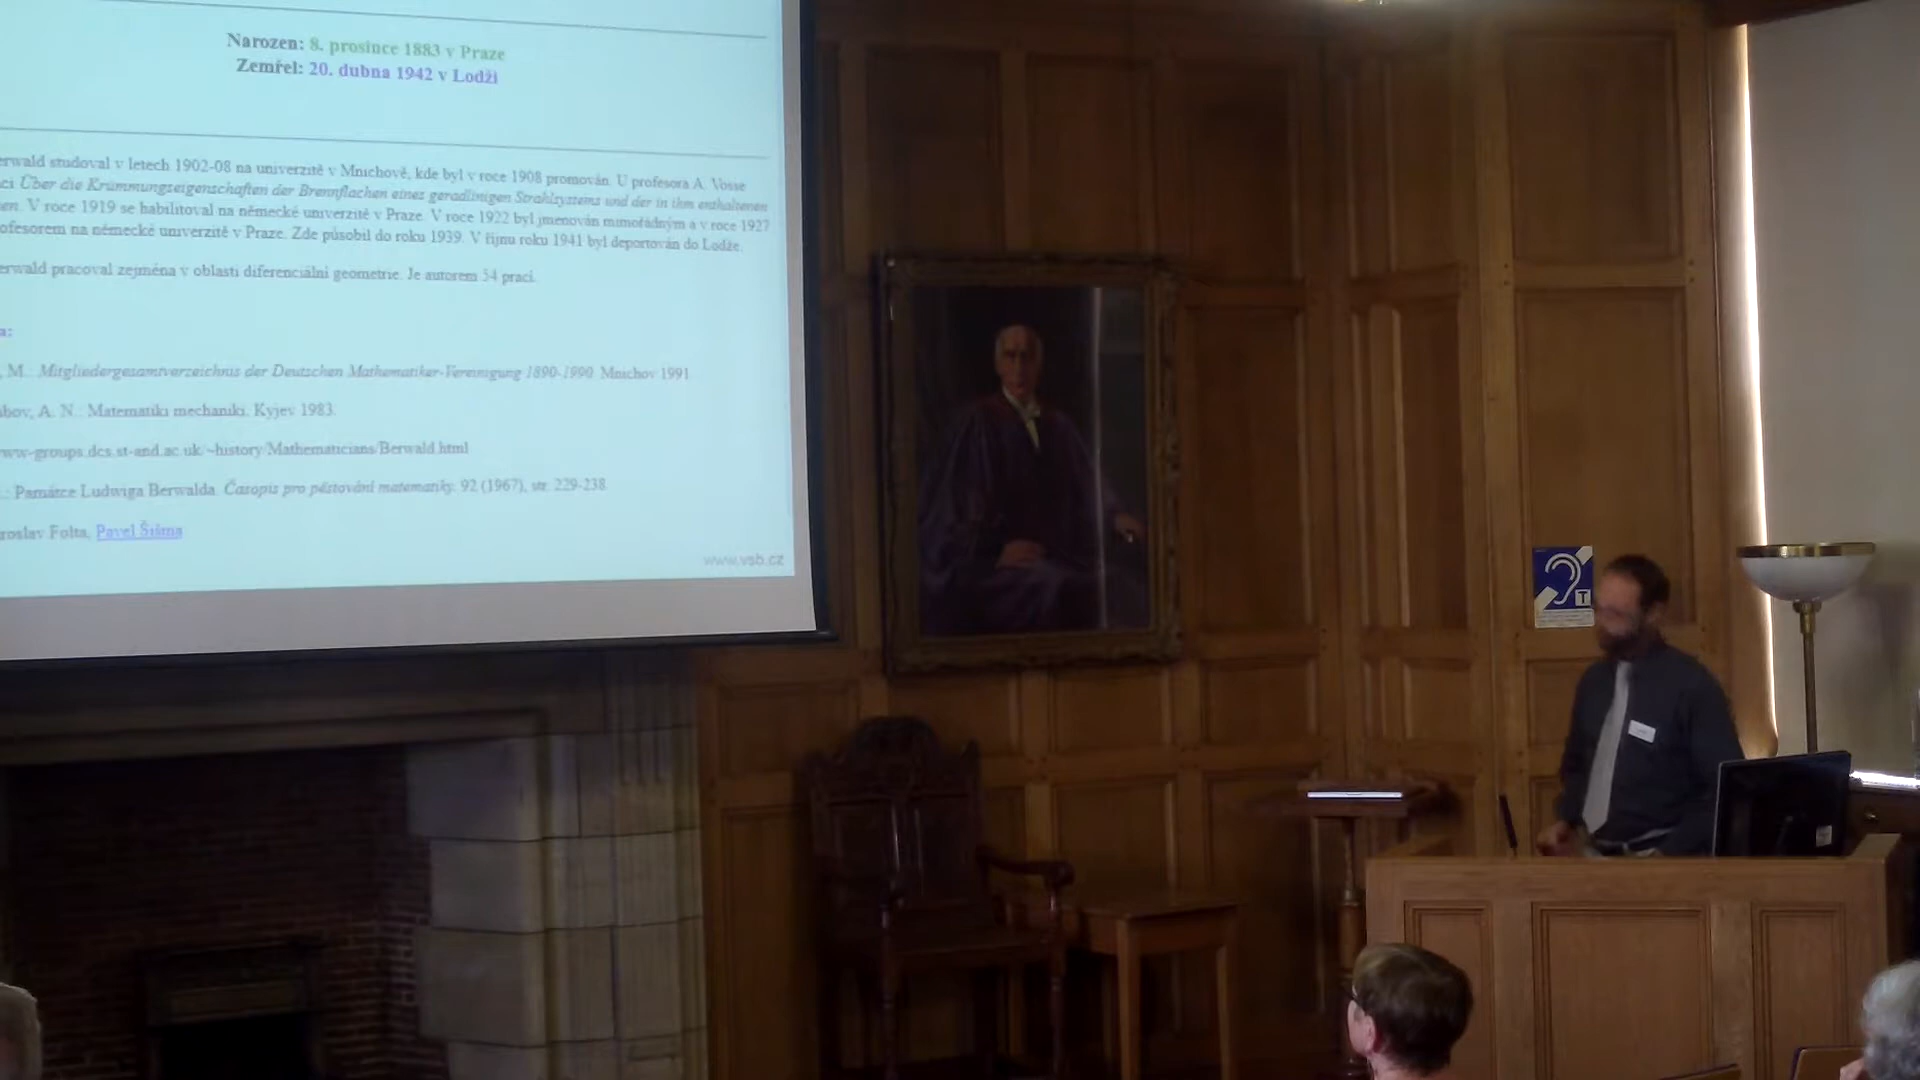 Narozen: 8. prosince 1883 v Praze
Zemřel: 20. dubna 1942 v Lodži
erwald studoval v letech 1902-08 na univerzitě v Mnichově, kde byl v roce 1908 promován. U profesora A. Vosse
ci Über die Krümmungseigenschaften der Brennflächen eines geradlinigen Strahlsystems und der in ihm enthaltenen
en. V roce 1919 se habilitoval na německé univerzitě v Praze. V roce 1922 byl jmenován mimořádným a v roce 1927
ofesorem na německé univerzitě v Praze. Zde působil do roku 1939. V říjnu roku 1941 byl deportován do Lodže.
erwald pracoval zejména v oblasti diferenciální geometrie. Je autorem 54 prací.
a:
, M.: Mitgliedergesamtverzeichnis der Deutschen Mathematiker-Vereinigung 1890-1990. Mnichov 1991.
bov, A. N.: Matematiki mechaniki. Kyjev 1983.
ww-groups.dcs.st-and.ac.uk/~history/Mathematicians/Berwald.html
.: Památce Ludwiga Berwalda. Časopis pro pěstování matematiky. 92 (1967), str. 229-238.
roslav Folta, Pavel Šišma
www.vsb.cz
T